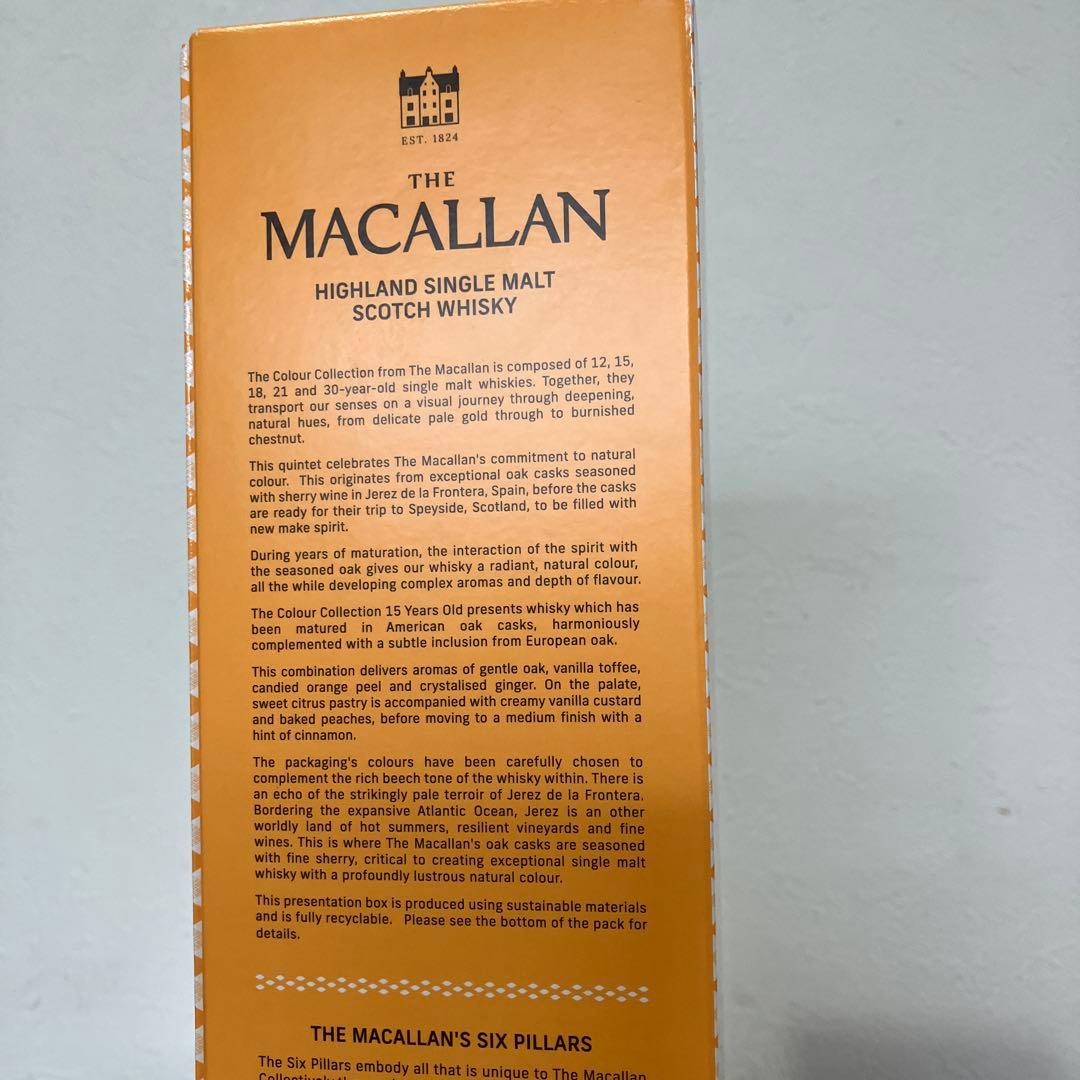 EST. 1824
THE
MACALLAN
HIGHLAND SINGLE MALT
SCOTCH WHISKY
The Colour Collection from The Macallan is composed of 12, 15,
18, 21 and 30-year-old single malt whiskies. Together, they
transport our senses on a visual journey through deepening,
natural hues, from delicate pale gold through to burnished
chestnut.
This quintet celebrates The Macallan's commitment to natural
colour. This originates from exceptional oak casks seasoned
with sherry wine in Jerez de la Frontera, Spain, before the casks
are ready for their trip to Speyside, Scotland, to be filled with
new make spirit.
During years of maturation, the interaction of the spirit with
the seasoned oak gives our whisky a radiant, natural colour,
all the while developing complex aromas and depth of flavour.
The Colour Collection 15 Years Old presents whisky which has
been matured in American oak casks, harmoniously
complemented with a subtle inclusion from European oak.
This combination delivers aromas of gentle oak, vanilla toffee,
candied orange peel and crystalised ginger. On the palate,
sweet citrus pastry is accompanied with creamy vanilla custard
and baked peaches, before moving to a medium finish with a
hint of cinnamon.
The packaging's colours have been carefully chosen to
complement the rich beech tone of the whisky within. There is
an echo of the strikingly pale terroir of Jerez de la Frontera.
Bordering the expansive Atlantic Ocean, Jerez is an other
worldly land of hot summers, resilient vineyards and fine
wines. This is where The Macallan's oak casks are seasoned
with fine sherry, critical to creating exceptional single malt
whisky with a profoundly lustrous natural colour.
This presentation box is produced using sustainable materials
and is fully recyclable. Please see the bottom of the pack for
details.
THE MACALLAN'S SIX PILLARS
The Six Pillars embody all that is unique to The Macallan